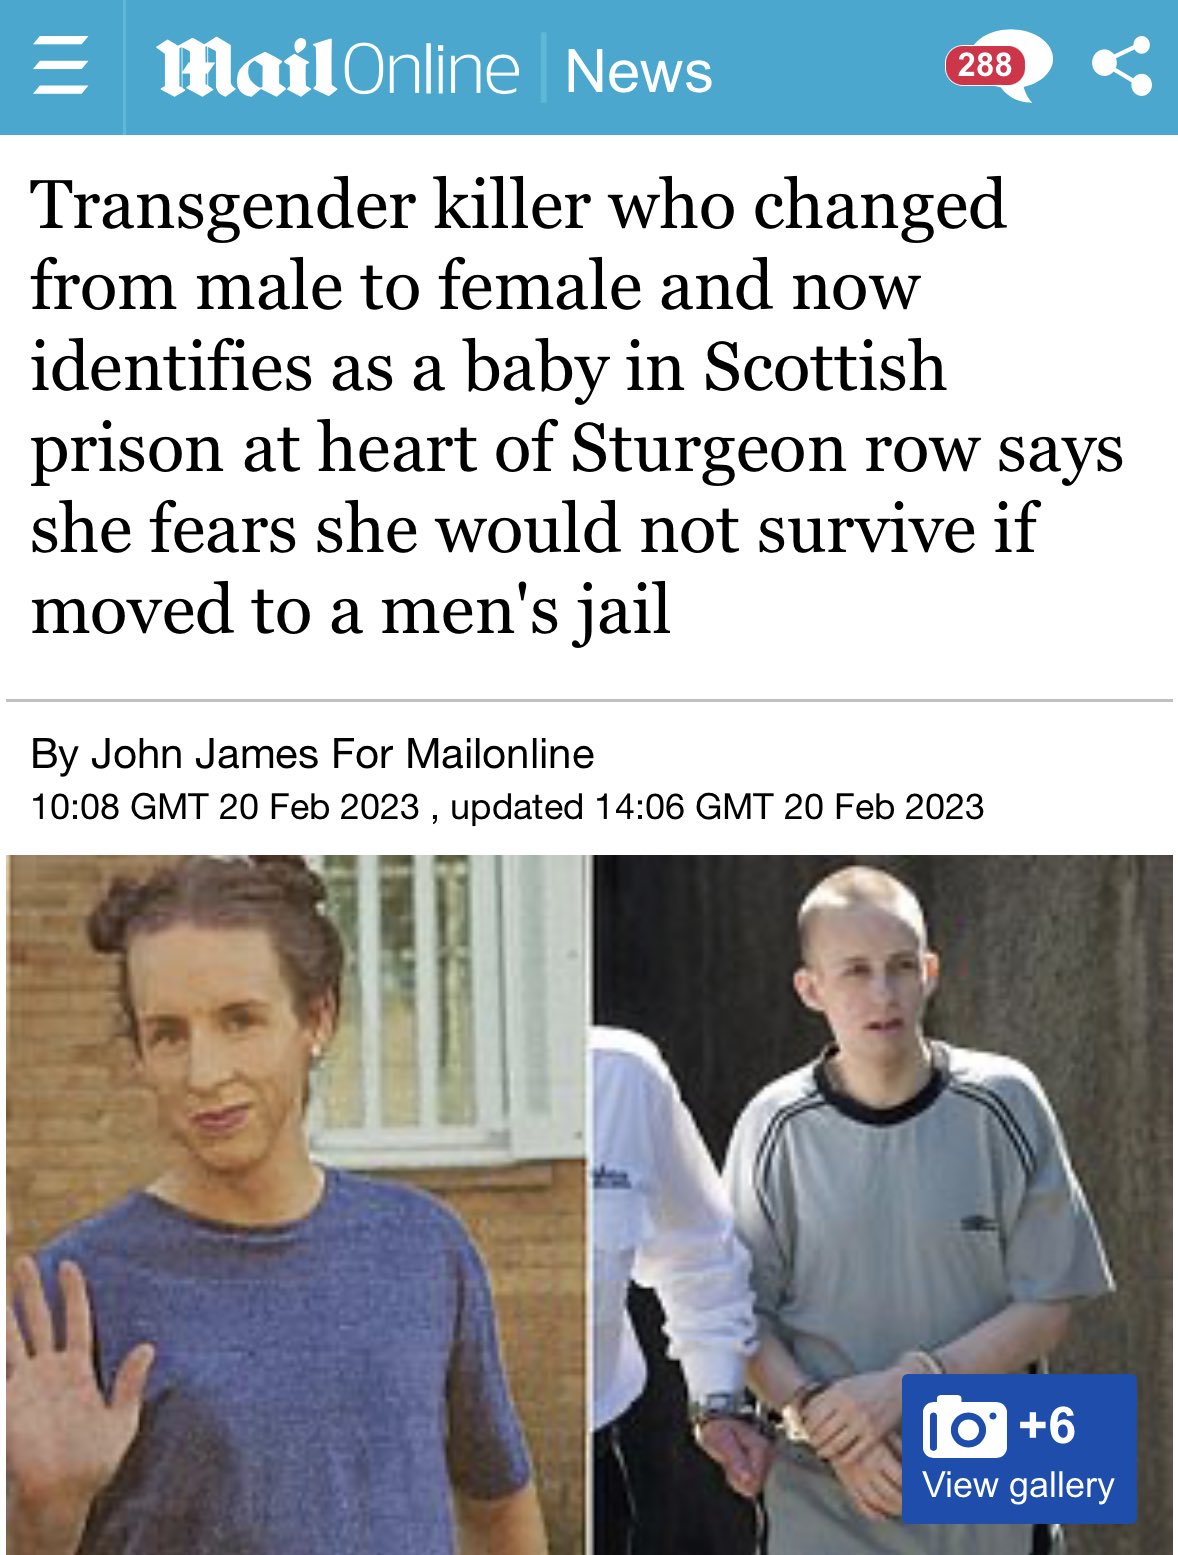 Mail Online News 288
Transgender killer who changed
from male to female and now
identifies as a baby in Scottish
prison at heart of Sturgeon row says
she fears she would not survive if
moved to a men's jail
By John James For Mailonline
10:08 GMT 20 Feb 2023 , updated 14:06 GMT 20 Feb 2023
+6
View gallery